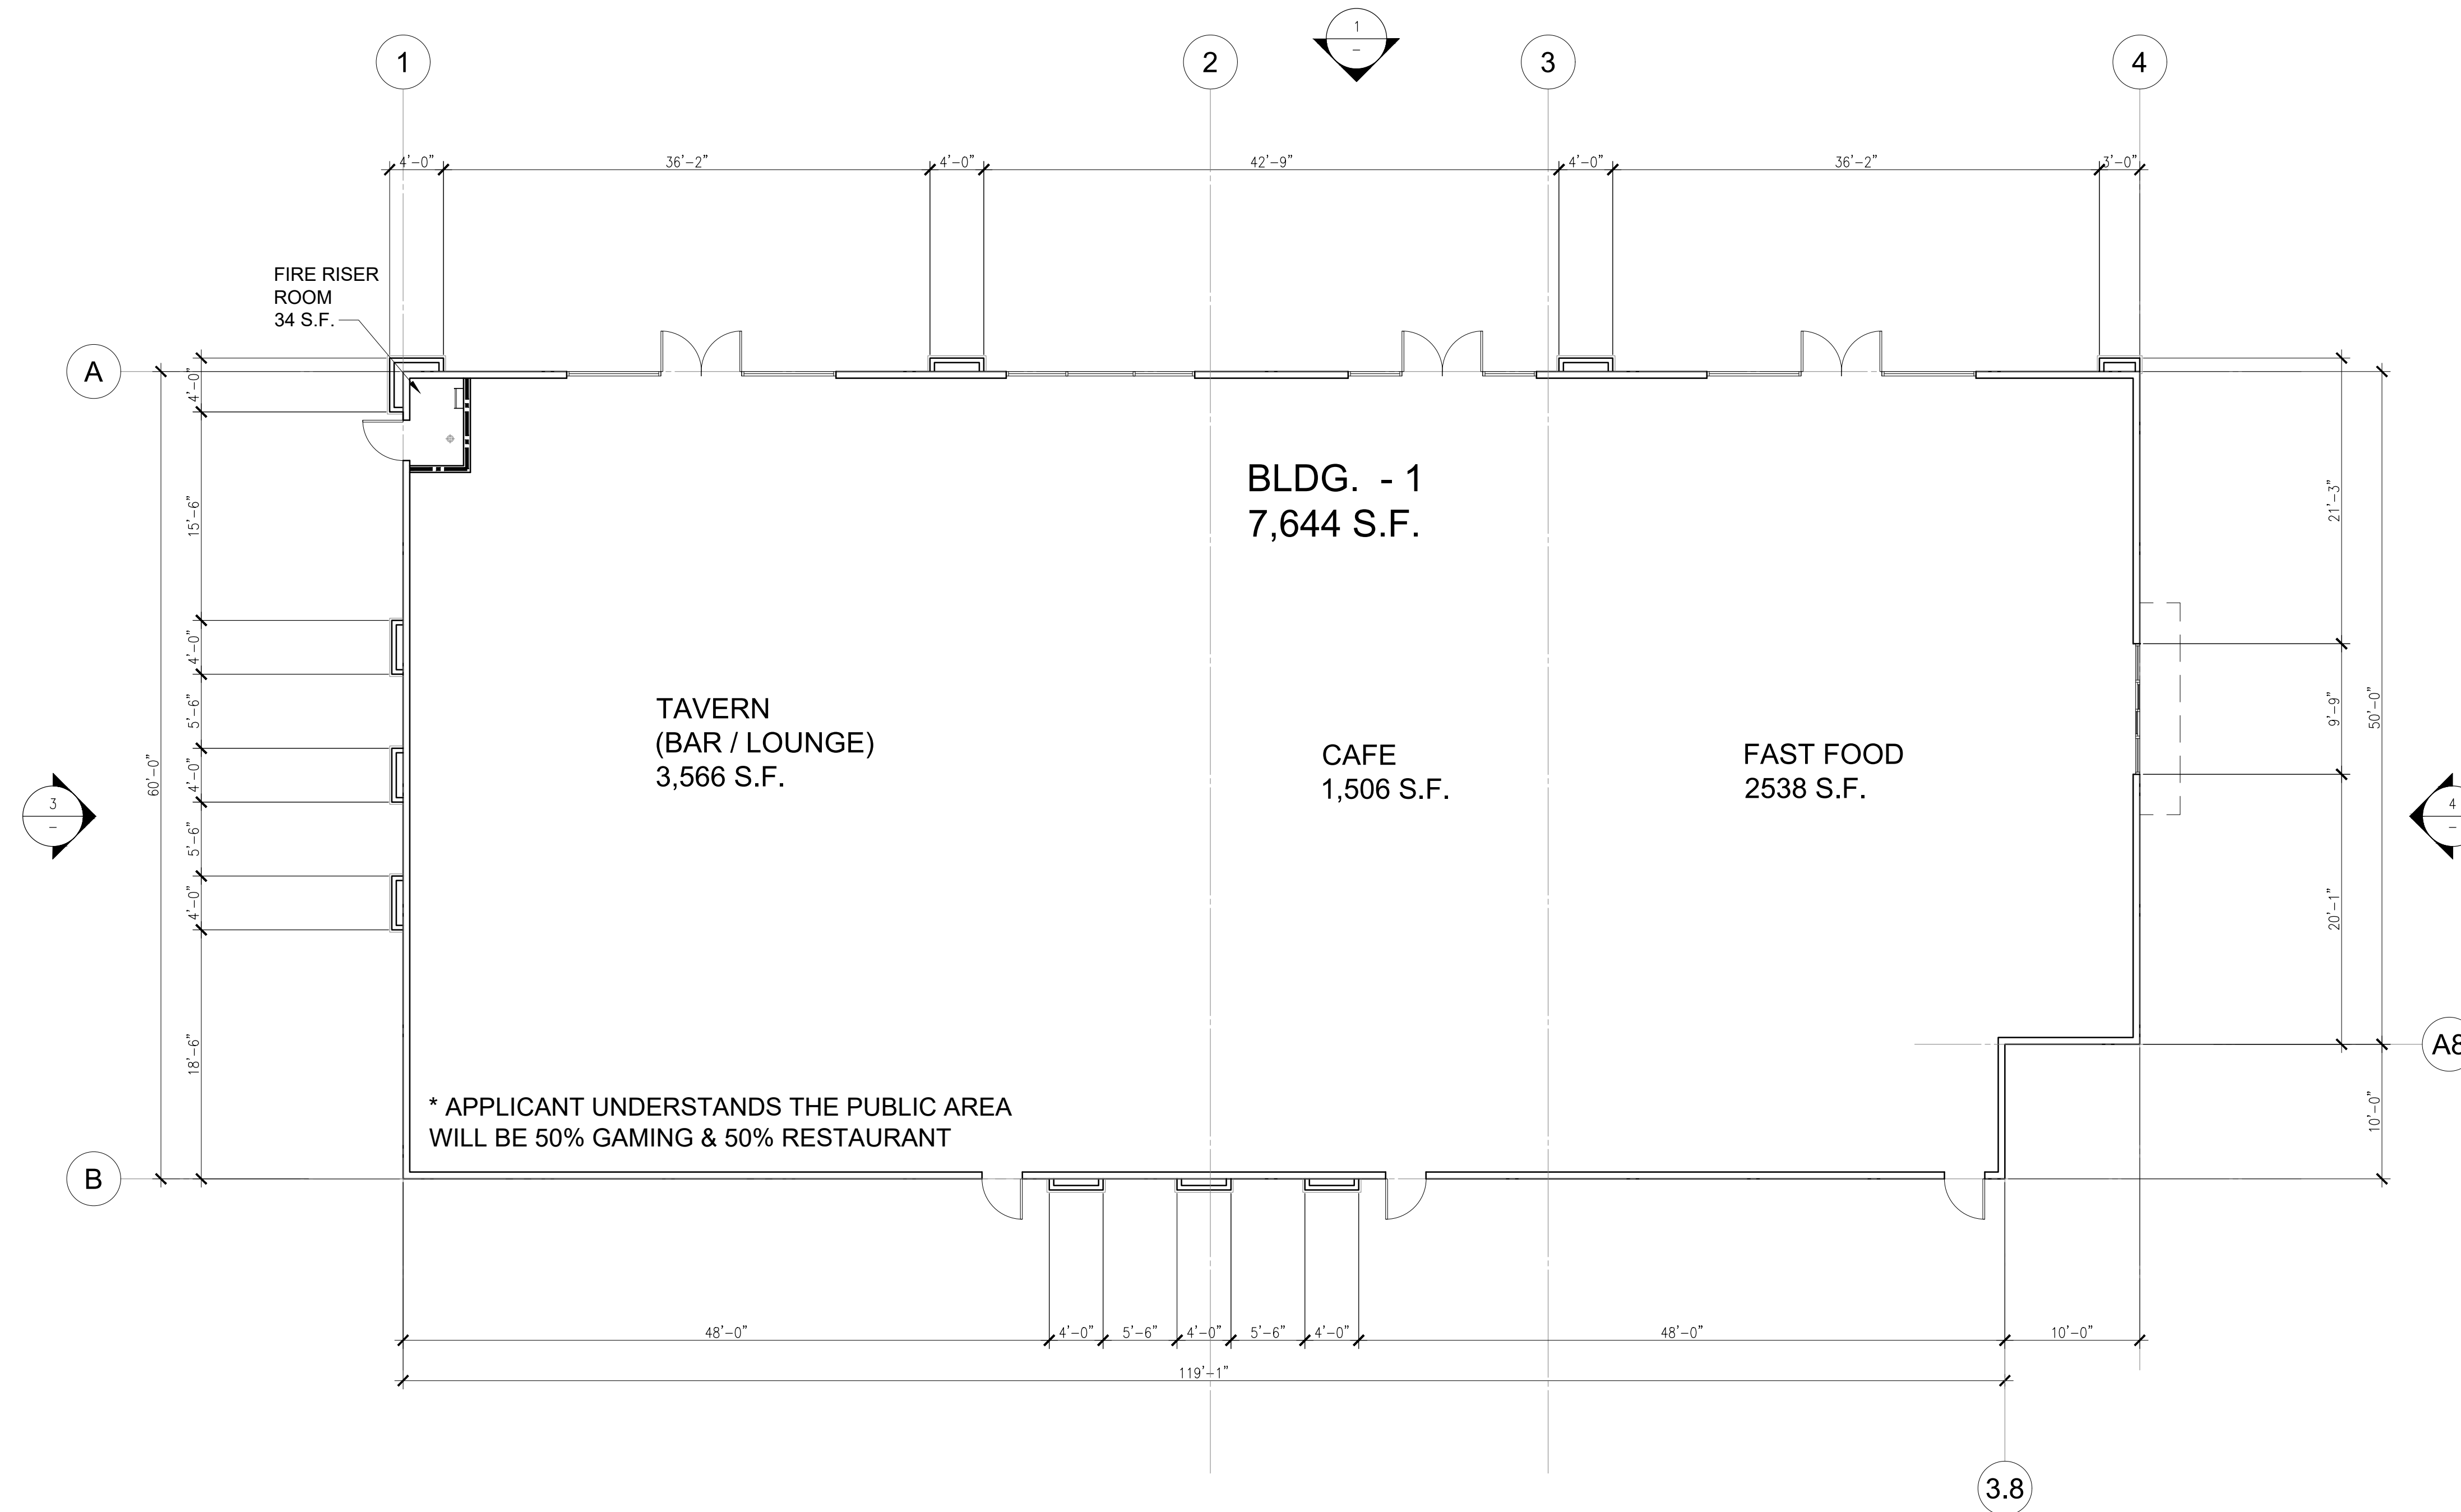 1
–
1
2
3
4
4'-0"
36'-2"
4'-0"
42'-9"
4'-0"
36'-2"
3'-0"
FIRE RISER
ROOM
34 S.F.
A
4'-0"
15'-6"
4'-0"
5'-6"
4'-0"
5'-6"
4'-0"
18'-6"
60'-0"
3
–
B
BLDG. - 1
7,644 S.F.
TAVERN
(BAR / LOUNGE)
3,566 S.F.
CAFE
1,506 S.F.
FAST FOOD
2538 S.F.
* APPLICANT UNDERSTANDS THE PUBLIC AREA
WILL BE 50% GAMING & 50% RESTAURANT
21'-3"
9'-9"
20'-1"
50'-0"
10'-0"
4
–
A8
48'-0"
4'-0"
5'-6"
4'-0"
5'-6"
4'-0"
48'-0"
10'-0"
119'-1"
3.8